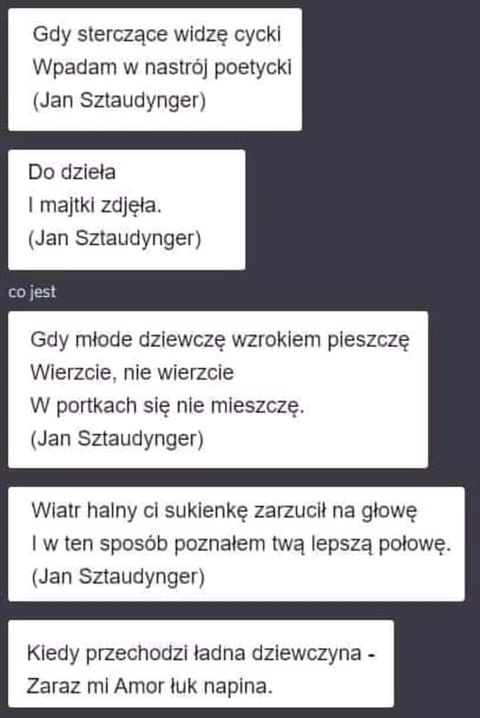 Gdy sterczące widzę cycki
Wpadam w nastrój poetycki
(Jan Sztaudynger)
Do dzieła
I majtki zdjęła.
(Jan Sztaudynger)
co jest
Gdy młode dziewczę wzrokiem pieszczę
Wierzcie, nie wierzcie
W portkach się nie mieszczę.
(Jan Sztaudynger)
Wiatr halny ci sukienkę zarzucił na głowę
I w ten sposób poznałem twą lepszą połowę.
(Jan Sztaudynger)
Kiedy przechodzi ładna dziewczyna -
Zaraz mi Amor łuk napina.